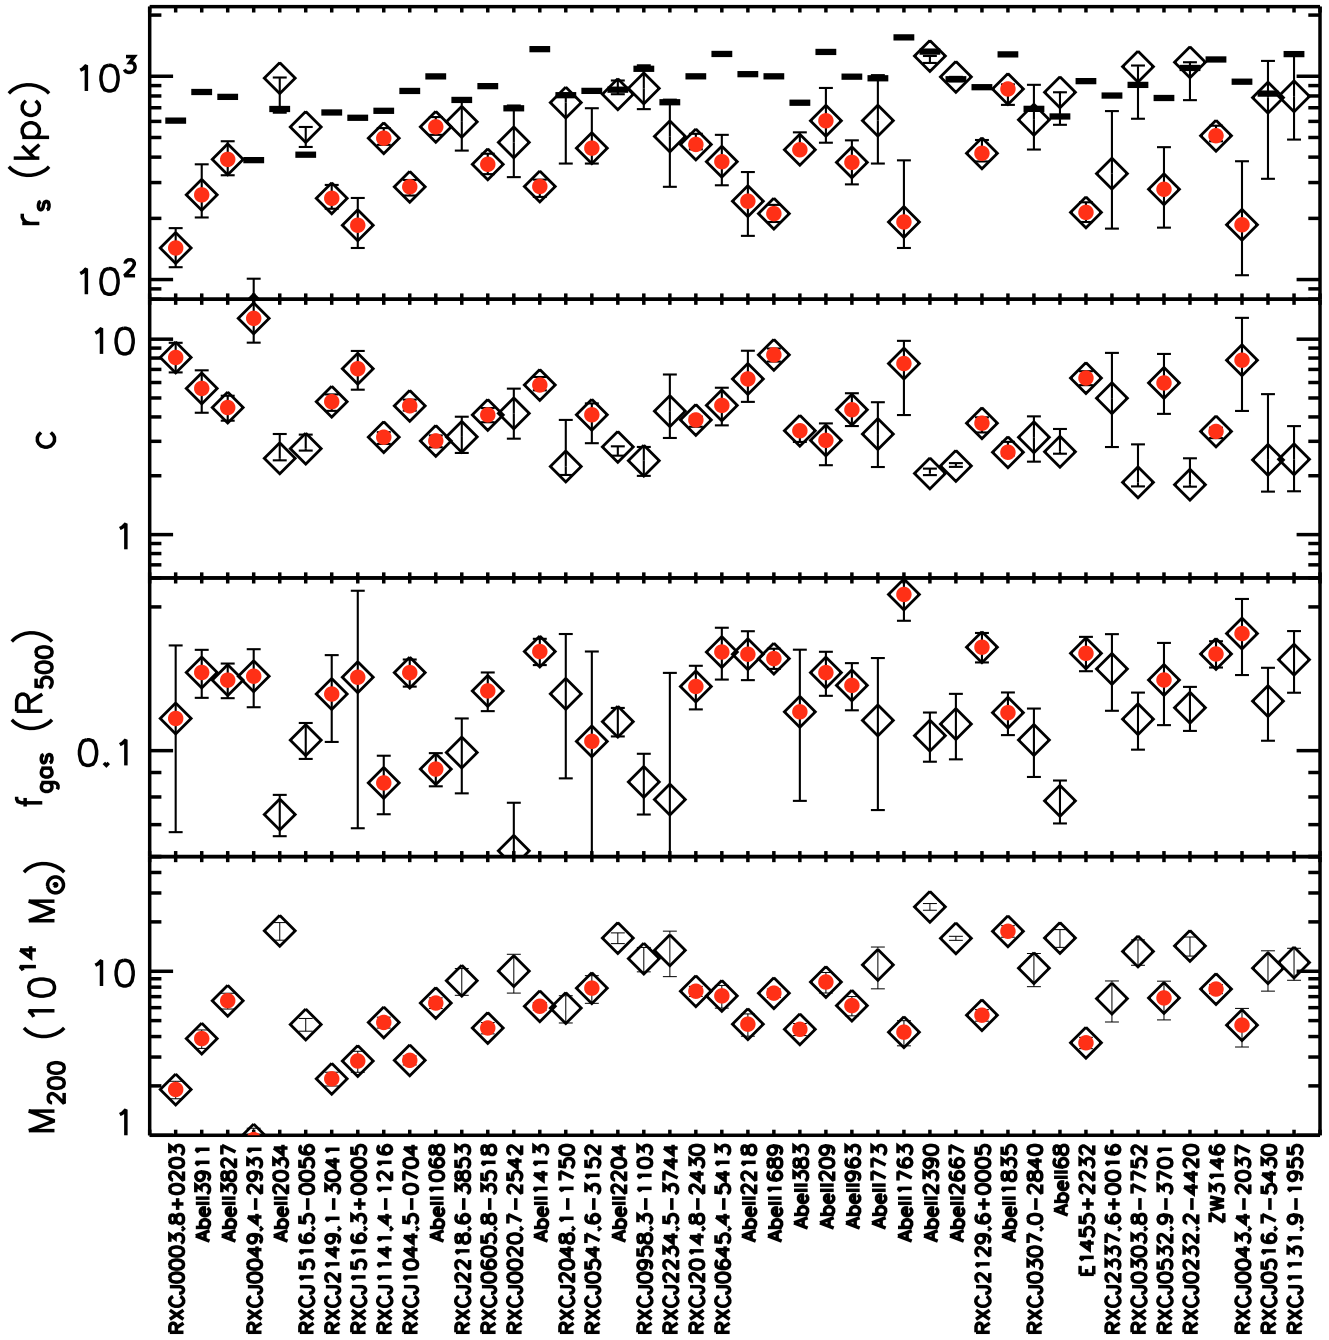 r_s (kpc)
10^3
10^2
c
10
1
f_gas (R_500)
0.1
M_200 (10^14 M_⊙)
10
1
RXCJ0003.8+0203
Abell3911
Abell3827
RXCJ0049.4-2931
Abell2034
RXCJ1516.5-0056
RXCJ2149.1-3041
RXCJ1516.3+0005
RXCJ1141.4-1216
RXCJ1044.5-0704
Abell1068
RXCJ2218.6-3853
RXCJ0605.8-3518
RXCJ0020.7-2542
Abell1413
RXCJ2048.1-1750
RXCJ0547.6-3152
Abell2204
RXCJ0958.3-1103
RXCJ2234.5-3744
RXCJ2014.8-2430
RXCJ0645.4-5413
Abell2218
Abell1689
Abell383
Abell209
Abell963
Abell773
Abell1763
Abell2390
Abell2667
RXCJ2129.6+0005
Abell1835
RXCJ0307.0-2840
Abell68
E1455+2232
RXCJ2337.6+0016
RXCJ0303.8-7752
RXCJ0532.9-3701
RXCJ0232.2-4420
ZW3146
RXCJ0043.4-2037
RXCJ0516.7-5430
RXCJ1131.9-1955